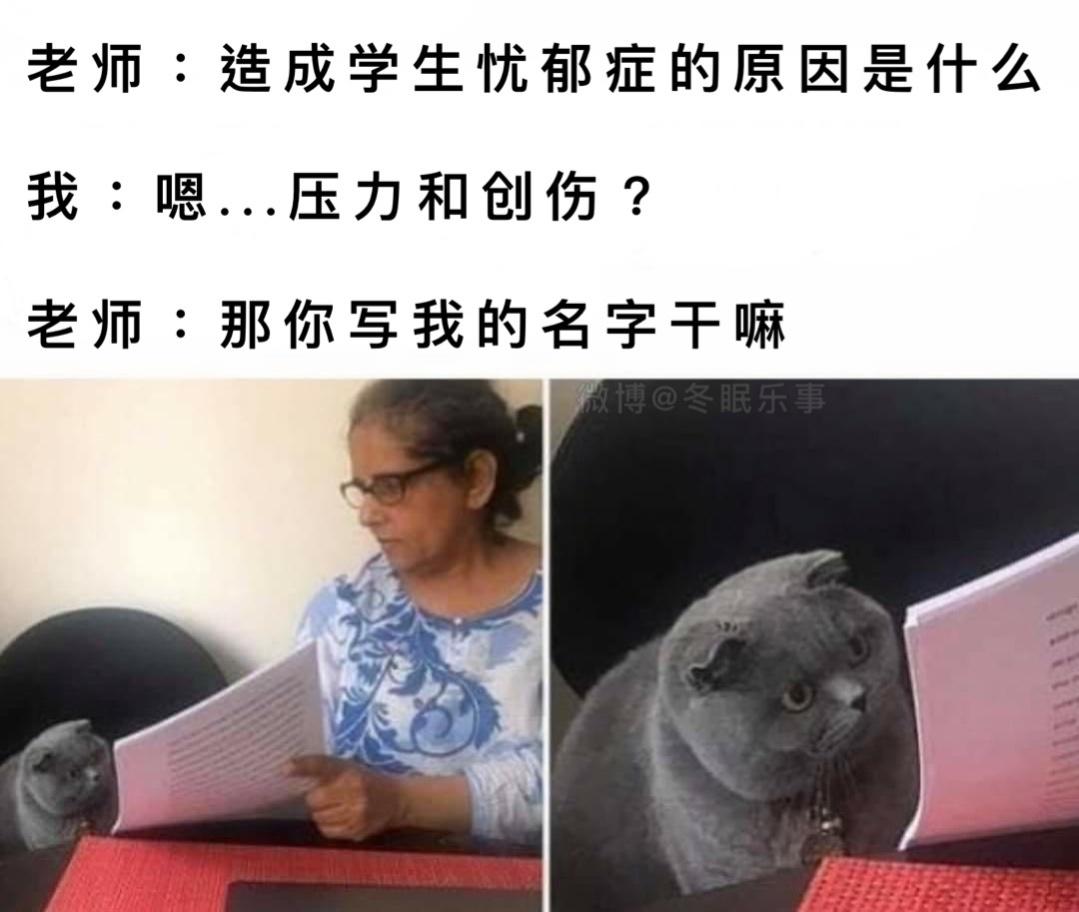 老师：造成学生忧郁症的原因是什么
我：嗯...压力和创伤？
老师：那你写我的名字干嘛
微博@冬眠乐事